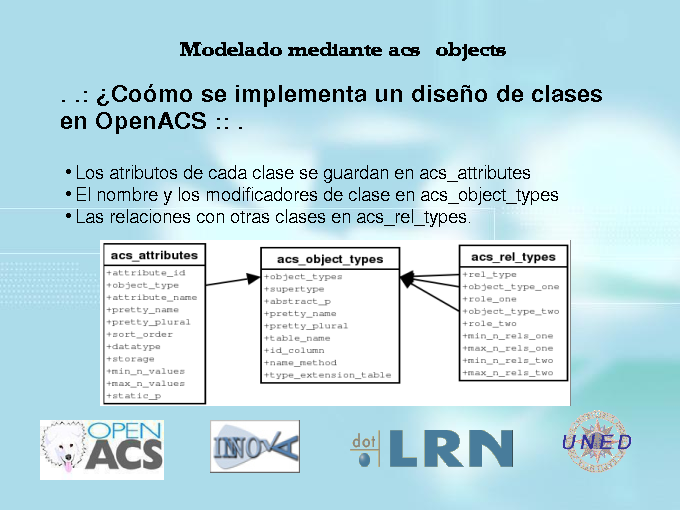 Modelado mediante acs objects
. .: ¿Coómo se implementa un diseño de clases
en OpenACS :: .
• Los atributos de cada clase se guardan en acs_attributes
• El nombre y los modificadores de clase en acs_object_types
• Las relaciones con otras clases en acs_rel_types.
acs_attributes
+attribute_id
+object_type
+attribute_name
+pretty_name
+pretty_plural
+sort_order
+datatype
+storage
+min_n_values
+max_n_values
+static_p
acs_object_types
+object_types
+supertype
+abstract_p
+pretty_name
+pretty_plural
+table_name
+id_column
+name_method
+type_extension_table
acs_rel_types
+rel_type
+object_type_one
+role_one
+object_type_two
+role_two
+min_n_rels_one
+max_n_rels_one
+min_n_rels_two
+max_n_rels_two
OPEN
ACS
INNOVA
dot
LRN
UNED